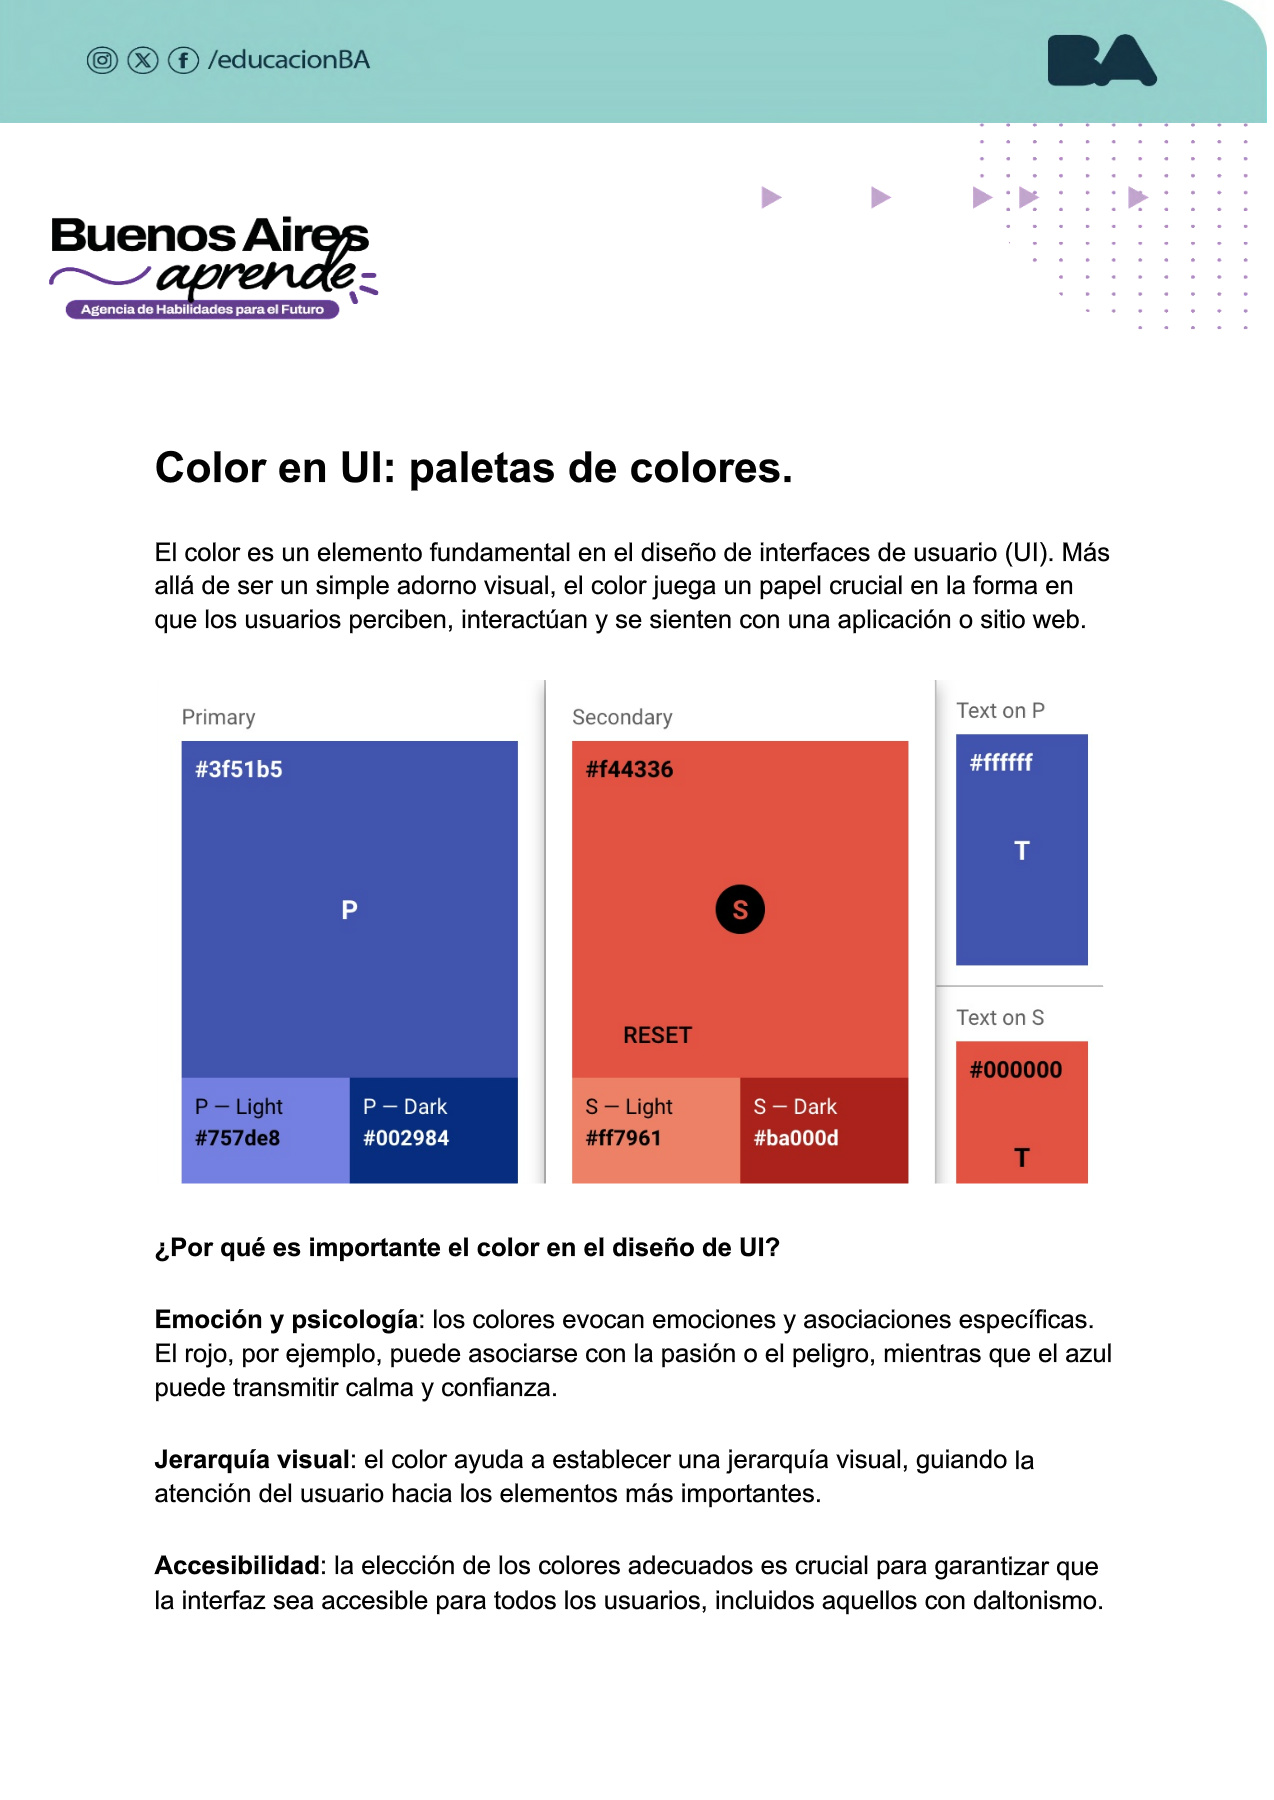 /educacionBA
BA
Buenos Aires
aprende
Agencia de Habilidades para el Futuro
Color en UI: paletas de colores.
El color es un elemento fundamental en el diseño de interfaces de usuario (UI). Más
allá de ser un simple adorno visual, el color juega un papel crucial en la forma en
que los usuarios perciben, interactúan y se sienten con una aplicación o sitio web.
Primary
#3f51b5
P
P — Light
#757de8
P — Dark
#002984
Secondary
#f44336
S
RESET
S — Light
#ff7961
S — Dark
#ba000d
Text on P
#ffffff
T
Text on S
#000000
T
¿Por qué es importante el color en el diseño de UI?
Emoción y psicología: los colores evocan emociones y asociaciones específicas.
El rojo, por ejemplo, puede asociarse con la pasión o el peligro, mientras que el azul
puede transmitir calma y confianza.
Jerarquía visual: el color ayuda a establecer una jerarquía visual, guiando la
atención del usuario hacia los elementos más importantes.
Accesibilidad: la elección de los colores adecuados es crucial para garantizar que
la interfaz sea accesible para todos los usuarios, incluidos aquellos con daltonismo.